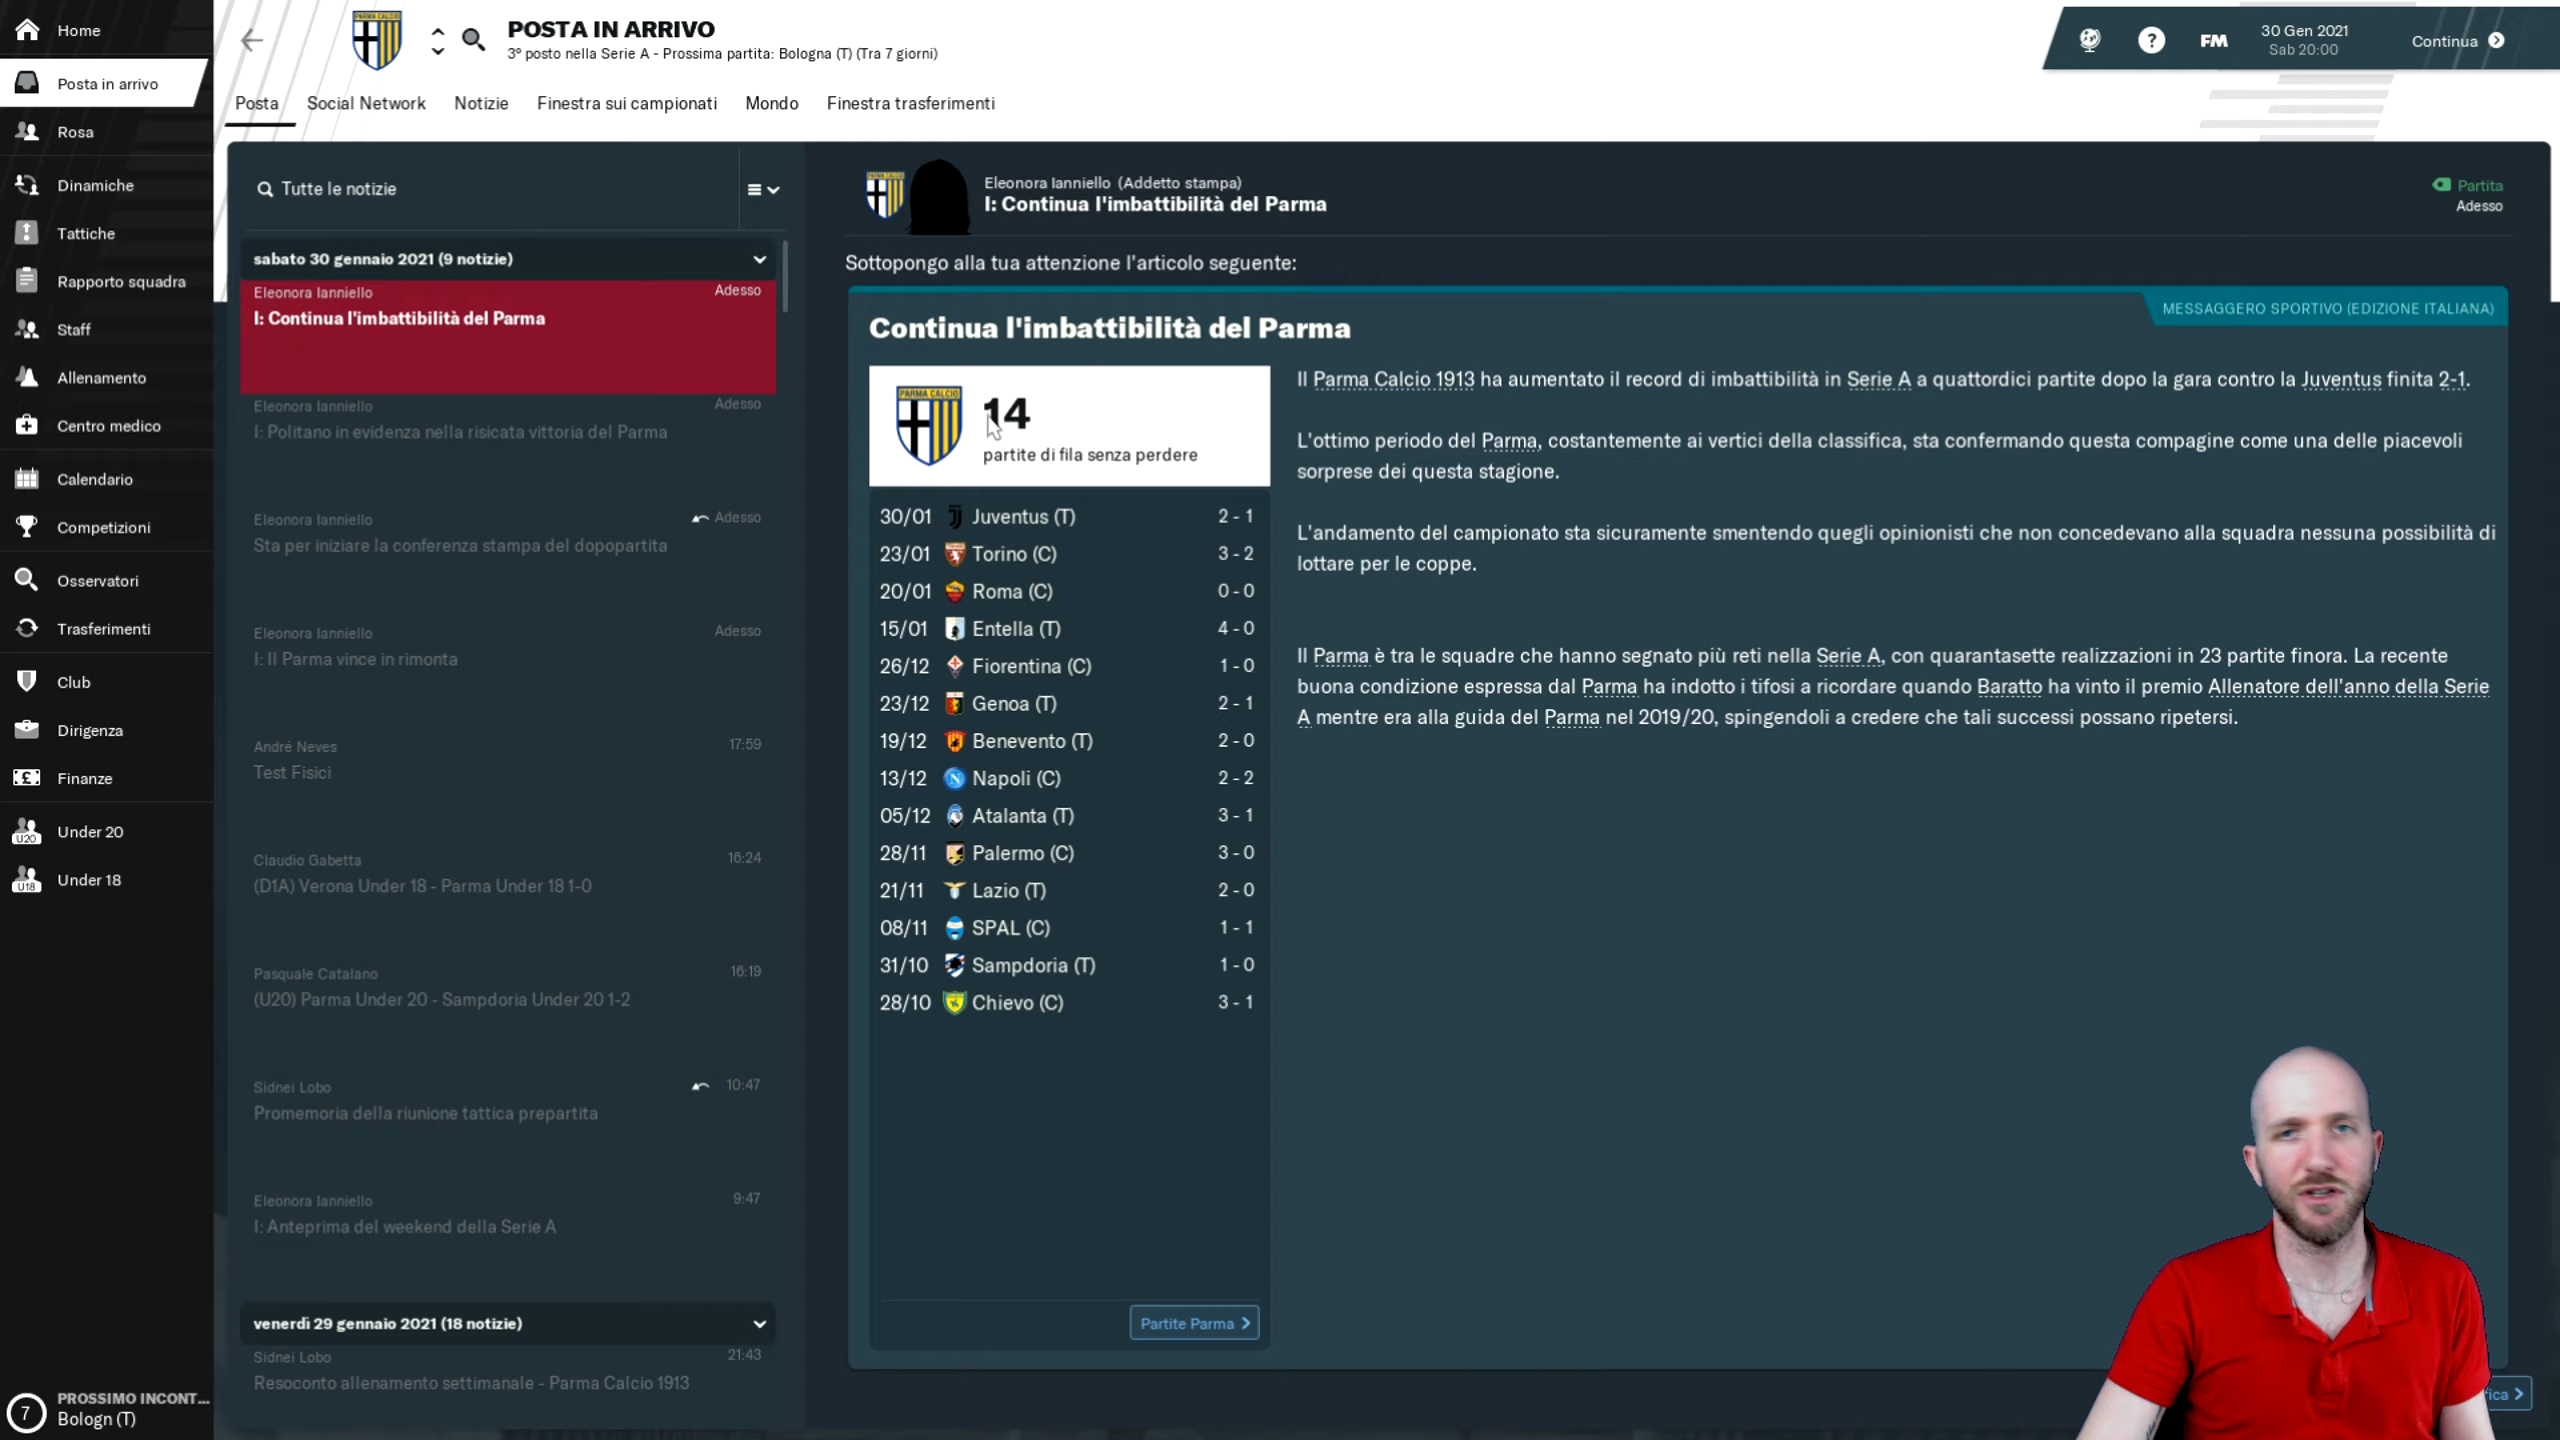 Home
Posta in arrivo
Rosa
Dinamiche
Tattiche
Rapporto squadra
Staff
Allenamento
Centro medico
Calendario
Competizioni
Osservatori
Trasferimenti
Club
Dirigenza
Finanze
U20 Under 20
U18 Under 18
7
PROSSIMO INCONT...
Bologn (T)
PARMA CALCIO
POSTA IN ARRIVO
3º posto nella Serie A - Prossima partita: Bologna (T) (Tra 7 giorni)
? FM
30 Gen 2021
Sab 20:00
Continua
Posta Social Network Notizie Finestra sui campionati Mondo Finestra trasferimenti
Tutte le notizie
sabato 30 gennaio 2021 (9 notizie)
Eleonora Ianniello Adesso
I: Continua l'imbattibilità del Parma
Eleonora Ianniello Adesso
I: Politano in evidenza nella risicata vittoria del Parma
Eleonora Ianniello Adesso
Sta per iniziare la conferenza stampa del dopopartita
Eleonora Ianniello Adesso
I: Il Parma vince in rimonta
André Neves 17:59
Test Fisici
Claudio Gabetta 16:24
(D1A) Verona Under 18 - Parma Under 18 1-0
Pasquale Catalano 16:19
(U20) Parma Under 20 - Sampdoria Under 20 1-2
Sidnei Lobo 10:47
Promemoria della riunione tattica prepartita
Eleonora Ianniello 9:47
I: Anteprima del weekend della Serie A
venerdì 29 gennaio 2021 (18 notizie)
Sidnei Lobo 21:43
Resoconto allenamento settimanale - Parma Calcio 1913
Eleonora Ianniello (Addetto stampa)
I: Continua l'imbattibilità del Parma
Partita
Adesso
Sottopongo alla tua attenzione l'articolo seguente:
MESSAGGERO SPORTIVO (EDIZIONE ITALIANA)
Continua l'imbattibilità del Parma
PARMA CALCIO
14
partite di fila senza perdere
30/01 Juventus (T) 2 - 1
23/01 Torino (C) 3 - 2
20/01 Roma (C) 0 - 0
15/01 Entella (T) 4 - 0
26/12 Fiorentina (C) 1 - 0
23/12 Genoa (T) 2 - 1
19/12 Benevento (T) 2 - 0
13/12 Napoli (C) 2 - 2
05/12 Atalanta (T) 3 - 1
28/11 Palermo (C) 3 - 0
21/11 Lazio (T) 2 - 0
08/11 SPAL (C) 1 - 1
31/10 Sampdoria (T) 1 - 0
28/10 Chievo (C) 3 - 1
Partite Parma
Il Parma Calcio 1913 ha aumentato il record di imbattibilità in Serie A a quattordici partite dopo la gara contro la Juventus finita 2-1.
L'ottimo periodo del Parma, costantemente ai vertici della classifica, sta confermando questa compagine come una delle piacevoli
sorprese dei questa stagione.
L'andamento del campionato sta sicuramente smentendo quegli opinionisti che non concedevano alla squadra nessuna possibilità di
lottare per le coppe.
Il Parma è tra le squadre che hanno segnato più reti nella Serie A, con quarantasette realizzazioni in 23 partite finora. La recente
buona condizione espressa dal Parma ha indotto i tifosi a ricordare quando Baratto ha vinto il premio Allenatore dell'anno della Serie
A mentre era alla guida del Parma nel 2019/20, spingendoli a credere che tali successi possano ripetersi.